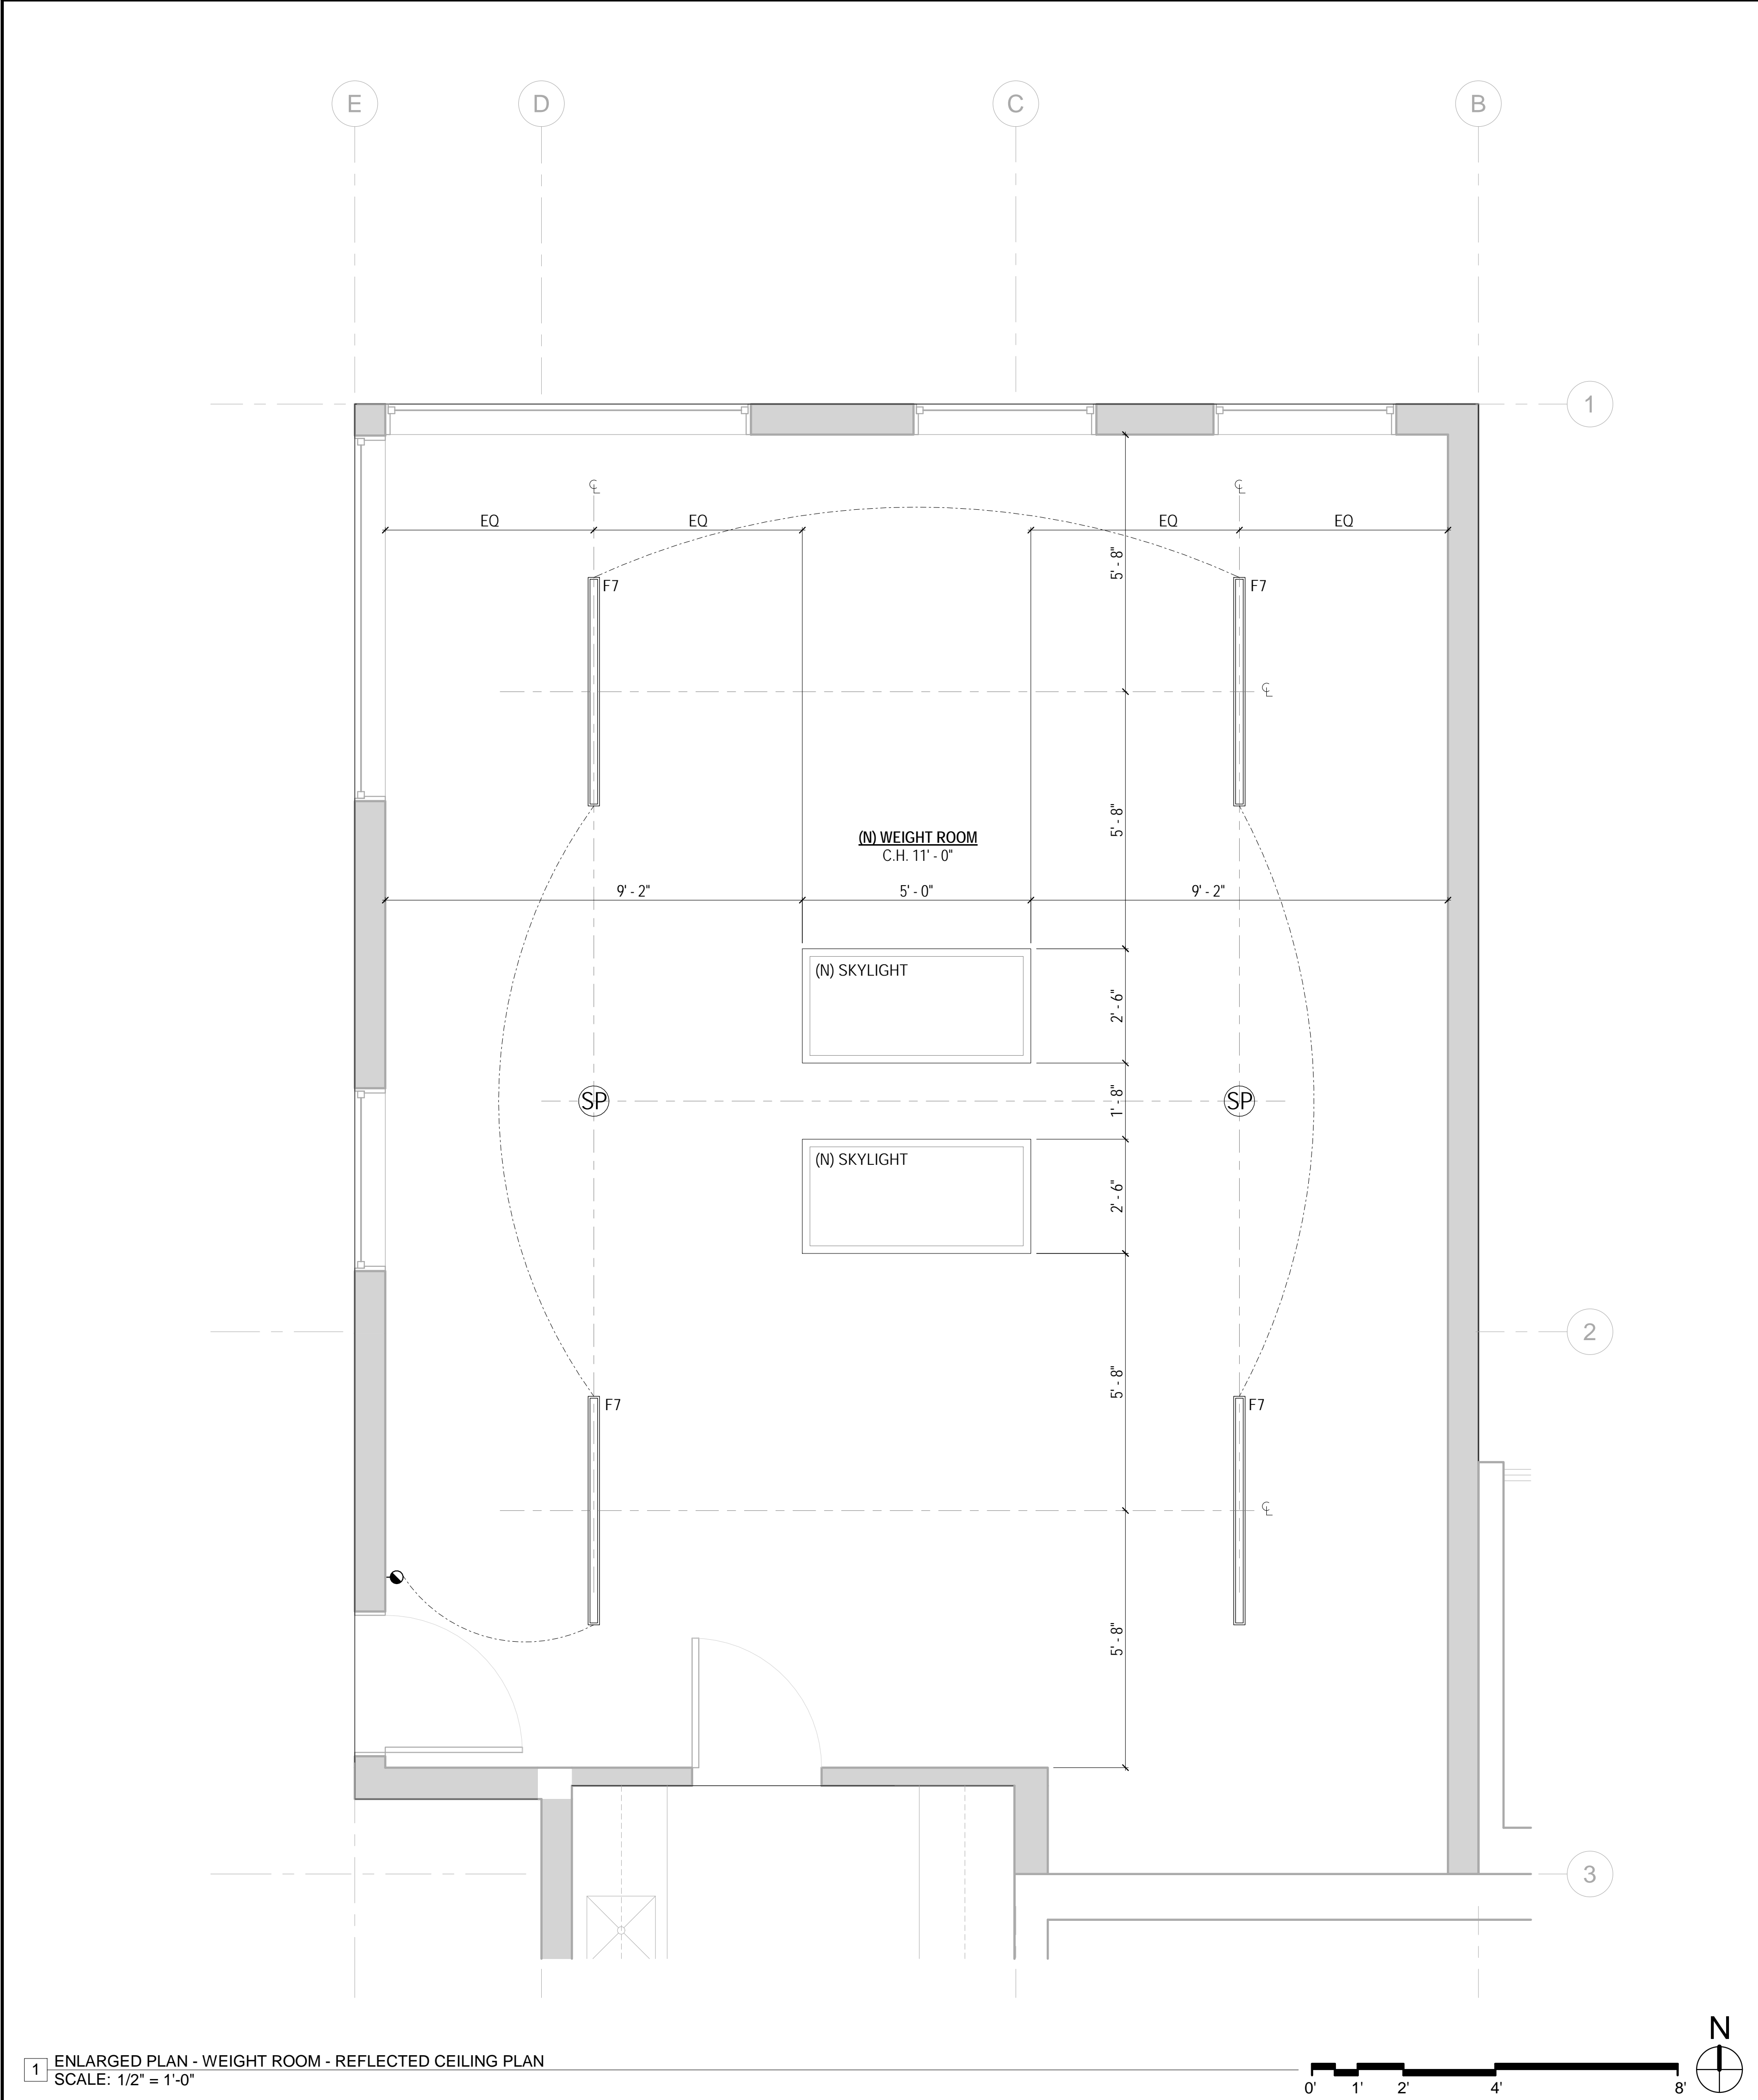 E D C B
1
℄ ℄
EQ EQ EQ EQ
5' - 8"
F7 F7
℄
5' - 8"
(N) WEIGHT ROOM
C.H. 11' - 0"
9' - 2" 5' - 0" 9' - 2"
(N) SKYLIGHT
2' - 6"
SP SP
1' - 8"
(N) SKYLIGHT
2' - 6"
2
5' - 8"
F7 F7
℄
5' - 8"
3
N
1 ENLARGED PLAN - WEIGHT ROOM - REFLECTED CEILING PLAN
SCALE: 1/2" = 1'-0"
0' 1' 2' 4' 8'